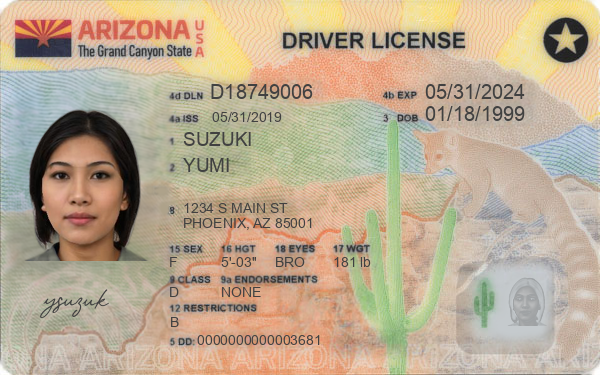 ARIZONA USA
The Grand Canyon State
DRIVER LICENSE
4d DLN D18749006
4b EXP 05/31/2024
4a ISS 05/31/2019
3 DOB 01/18/1999
1 SUZUKI
2 YUMI
8 1234 S MAIN ST
PHOENIX, AZ 85001
15 SEX 16 HGT 18 EYES 17 WGT
F 5'-03" BRO 181 lb
9 CLASS 9a ENDORSEMENTS
D NONE
12 RESTRICTIONS
B
5 DD: 0000000000003681
ysuzuk
ARIZONA ARIZONA ARIZONA ARIZONA